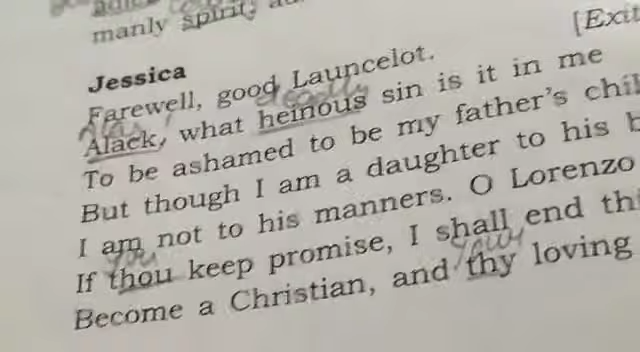 manly spirit,
[Exit
Jessica
Farewell, good Launcelot.
Alack, what heinous sin is it in me
To be ashamed to be my father's chil
But though I am a daughter to his b
I am not to his manners. O Lorenzo
you
If thou keep promise, I shall end th
your
Become a Christian, and thy loving